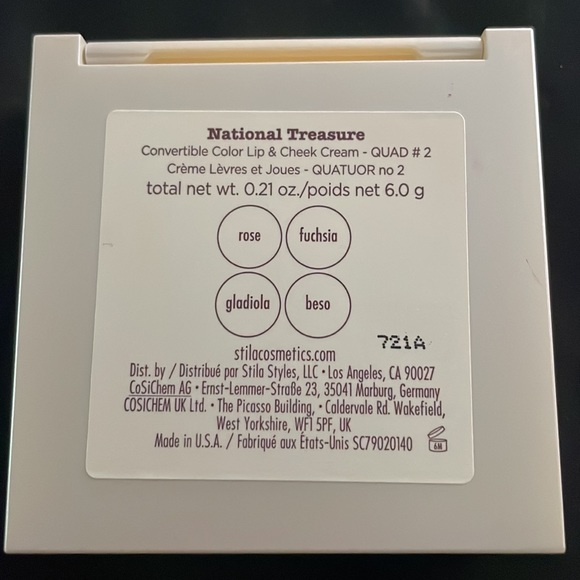 National Treasure
Convertible Color Lip & Cheek Cream - QUAD # 2
Crème Lèvres et Joues - QUATUOR no 2
total net wt. 0.21 oz./poids net 6.0 g
rose fuchsia
gladiola beso
721A
stilacosmetics.com
Dist. by / Distribué par Stila Styles, LLC • Los Angeles, CA 90027
CoSiChem AG • Ernst-Lemmer-Straße 23, 35041 Marburg, Germany
COSICHEM UK Ltd. • The Picasso Building, • Caldervale Rd. Wakefield,
West Yorkshire, WF1 5PF, UK
Made in U.S.A. / Fabriqué aux États-Unis SC79020140
6M